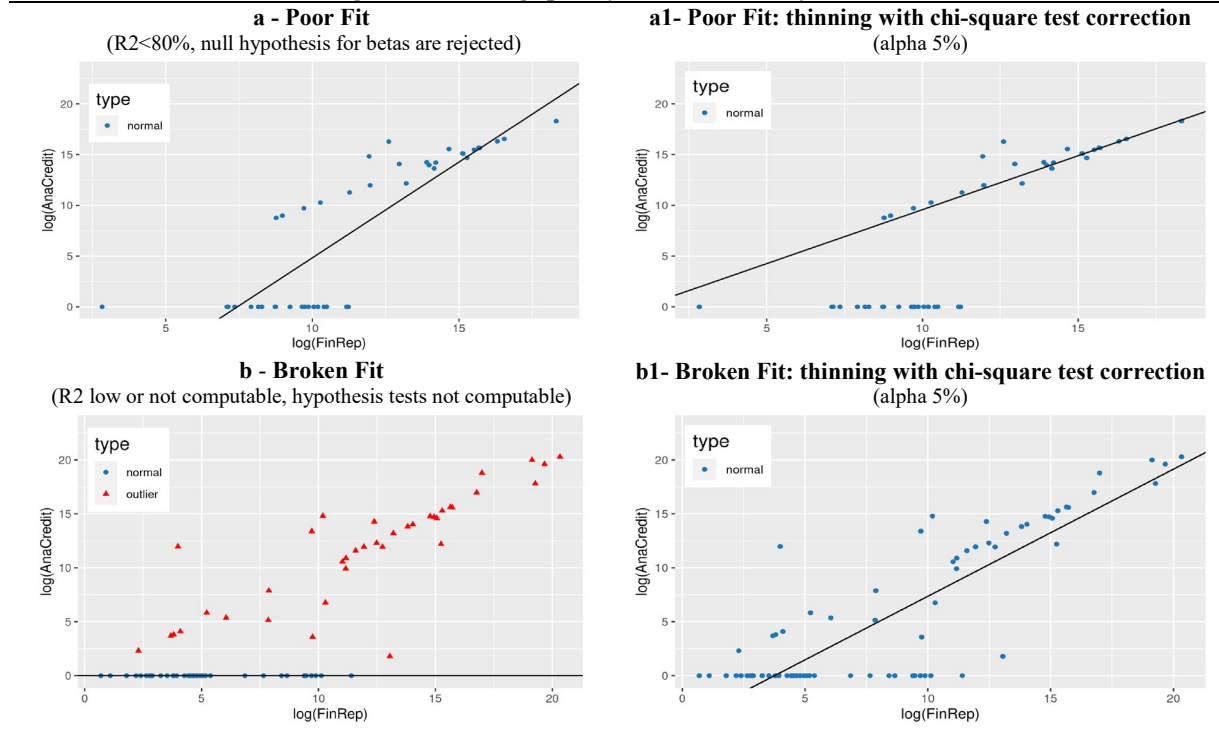 a - Poor Fit
(R2<80%, null hypothesis for betas are rejected)
type
normal
log(AnaCredit)
20
15
10
5
0
5
10
15
log(FinRep)
a1- Poor Fit: thinning with chi-square test correction
(alpha 5%)
type
normal
log(AnaCredit)
20
15
10
5
0
5
10
15
log(FinRep)
b - Broken Fit
(R2 low or not computable, hypothesis tests not computable)
type
normal
outlier
log(AnaCredit)
20
15
10
5
0
0
5
10
15
20
log(FinRep)
b1- Broken Fit: thinning with chi-square test correction
(alpha 5%)
type
normal
log(AnaCredit)
20
15
10
5
0
0
5
10
15
20
log(FinRep)